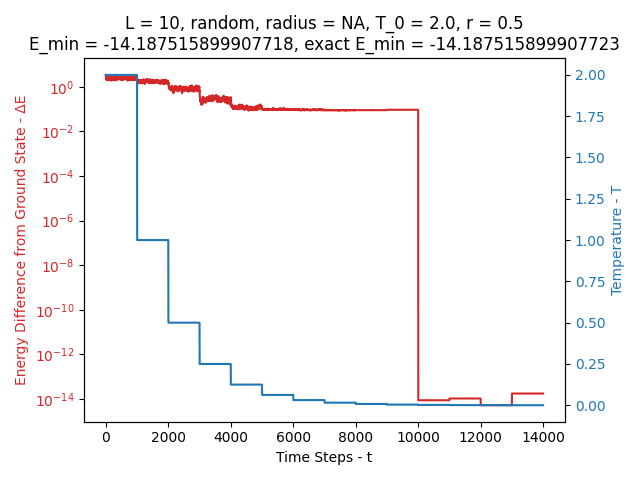 L = 10, random, radius = NA, T_0 = 2.0, r = 0.5
E_min = -14.187515899907718, exact E_min = -14.187515899907723
Energy Difference from Ground State - ΔE
10^0
10^-2
10^-4
10^-6
10^-8
10^-10
10^-12
10^-14
2.00
1.75
1.50
1.25
1.00
0.75
0.50
0.25
0.00
Temperature - T
0 2000 4000 6000 8000 10000 12000 14000
Time Steps - t